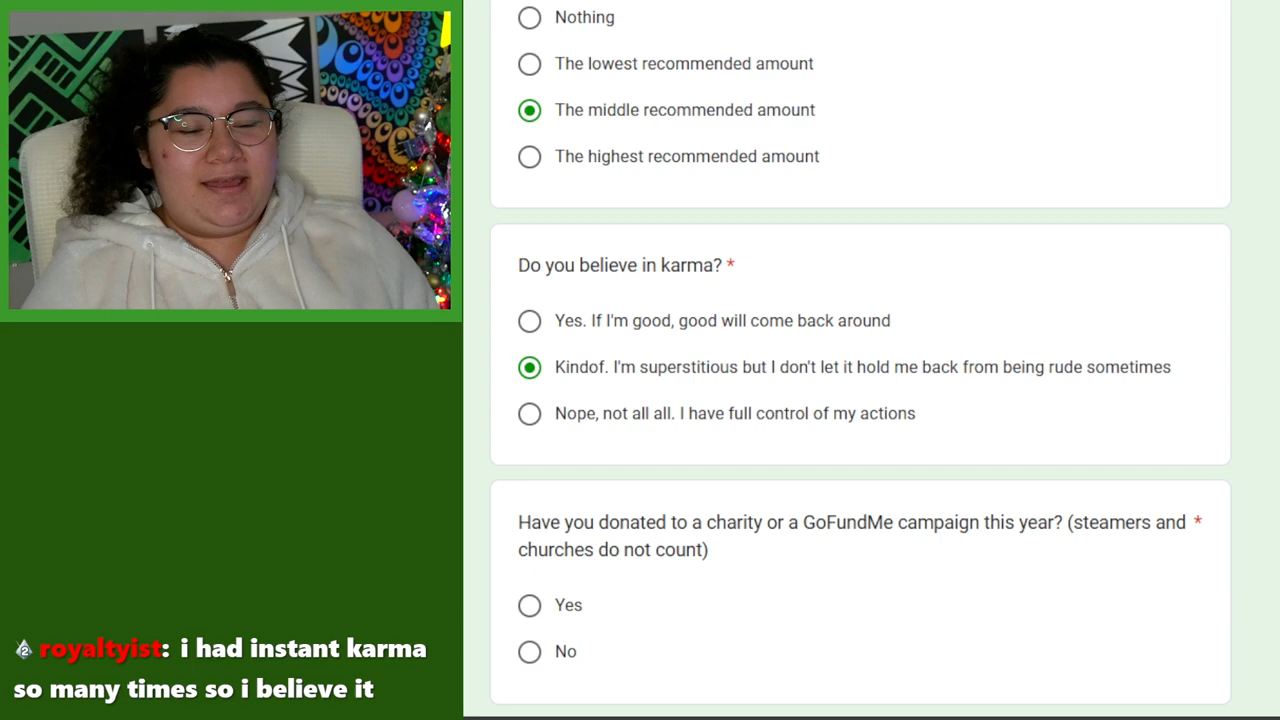 Nothing
The lowest recommended amount
The middle recommended amount
The highest recommended amount
Do you believe in karma? *
Yes. If I'm good, good will come back around
Kindof. I'm superstitious but I don't let it hold me back from being rude sometimes
Nope, not all all. I have full control of my actions
Have you donated to a charity or a GoFundMe campaign this year? (steamers and *
churches do not count)
Yes
No
2 royaltyist: i had instant karma
so many times so i believe it